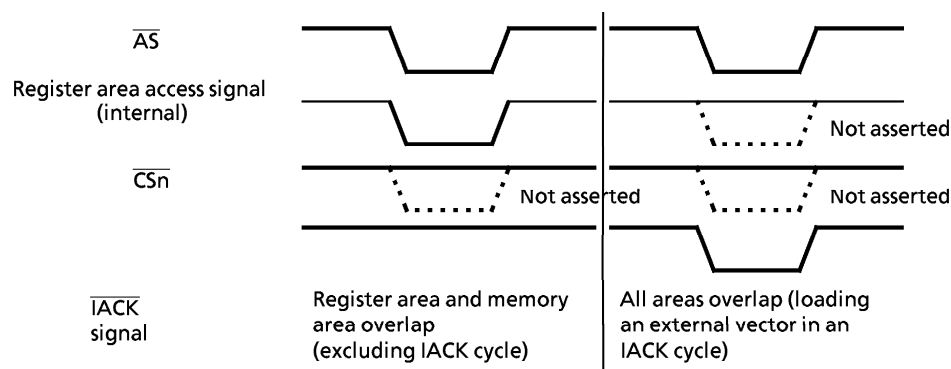 AS
Register area access signal
(internal)
Not asserted
CSn
Not asserted
Not asserted
IACK
signal
Register area and memory
area overlap
(excluding IACK cycle)
All areas overlap (loading
an external vector in an
IACK cycle)